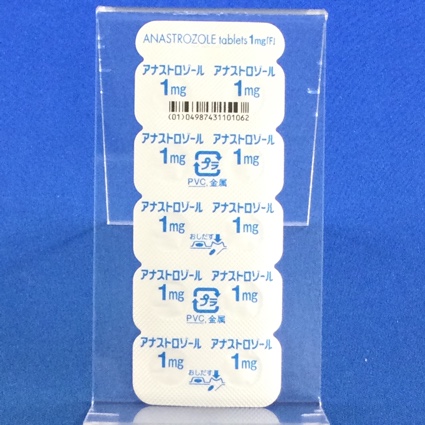 ANASTROZOLE tablets 1mg「F」
アナストロゾール アナストロゾール
1mg 1mg
(01)04987431101062
アナストロゾール アナストロゾール
1mg プラ 1mg
PVC, 金属
アナストロゾール アナストロゾール
1mg おしだす 1mg
アナストロゾール アナストロゾール
1mg プラ 1mg
PVC, 金属
アナストロゾール アナストロゾール
1mg おしだす 1mg